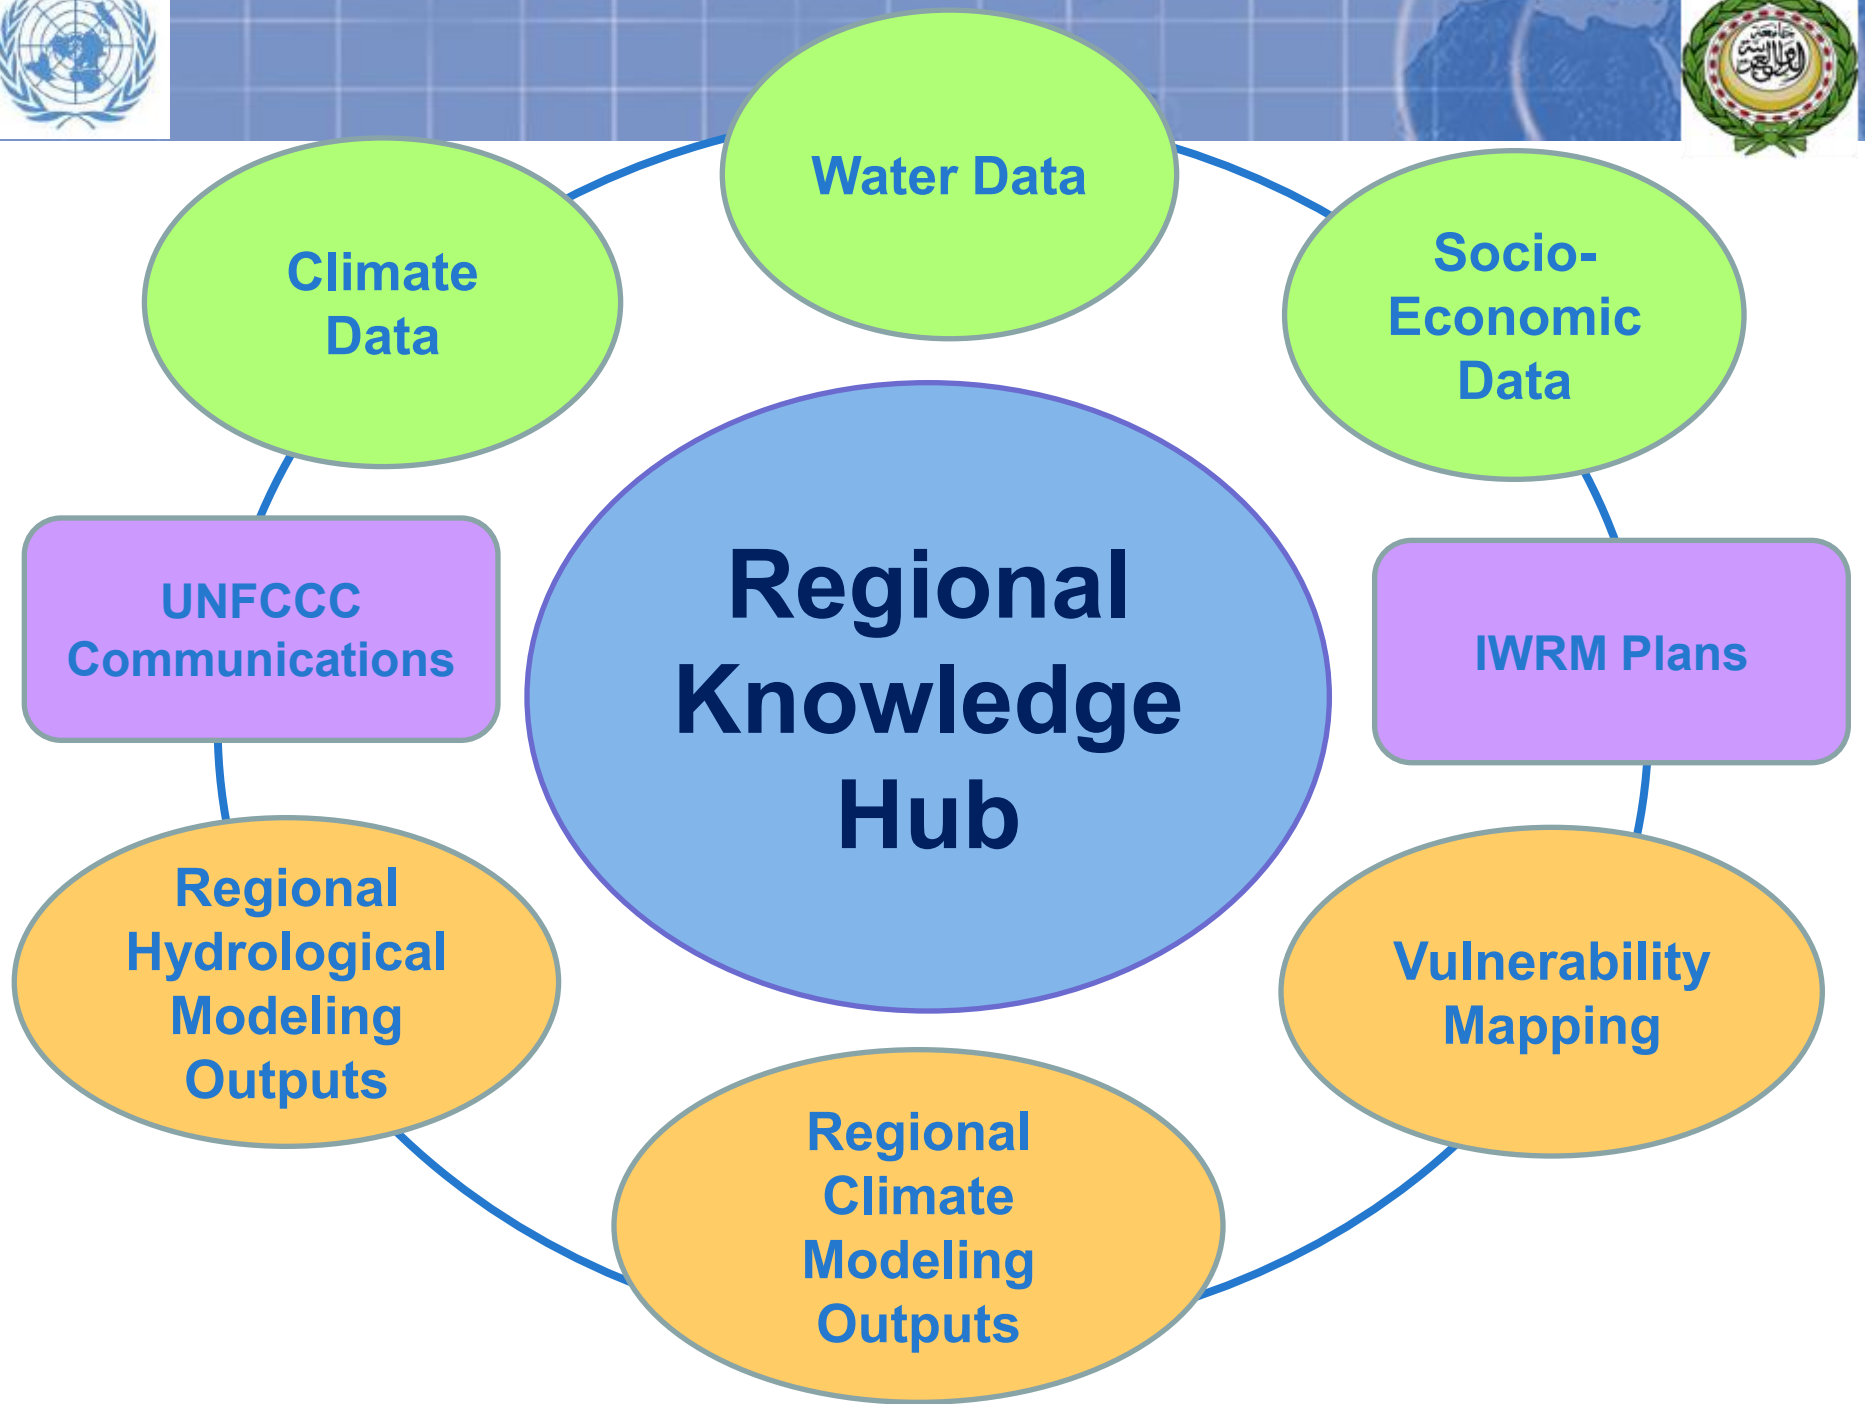 Water Data
Climate
Data
Socio-
Economic
Data
UNFCCC
Communications
Regional
Knowledge
Hub
IWRM Plans
Regional
Hydrological
Modeling
Outputs
Vulnerability
Mapping
Regional
Climate
Modeling
Outputs